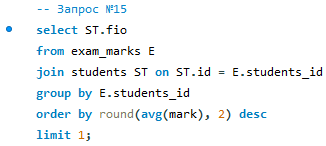 -- Запрос №15
select ST.fio
from exam_marks E
join students ST on ST.id = E.students_id
group by E.students_id
order by round(avg(mark), 2) desc
limit 1;